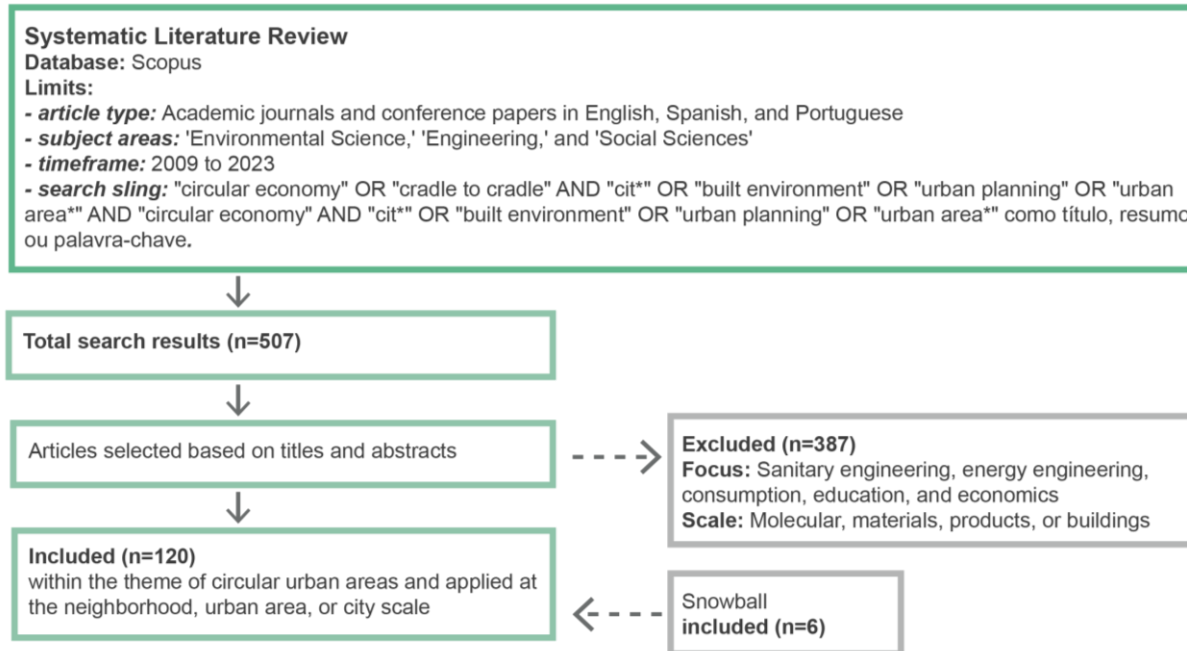 Systematic Literature Review
Database: Scopus
Limits:
- article type: Academic journals and conference papers in English, Spanish, and Portuguese
- subject areas: 'Environmental Science,' 'Engineering,' and 'Social Sciences'
- timeframe: 2009 to 2023
- search sling: "circular economy" OR "cradle to cradle" AND "cit*" OR "built environment" OR "urban planning" OR "urban
area*" AND "circular economy" AND "cit*" OR "built environment" OR "urban planning" OR "urban area*" como título, resumo
ou palavra-chave.
Total search results (n=507)
Articles selected based on titles and abstracts
Excluded (n=387)
Focus: Sanitary engineering, energy engineering,
consumption, education, and economics
Scale: Molecular, materials, products, or buildings
Included (n=120)
within the theme of circular urban areas and applied at
the neighborhood, urban area, or city scale
Snowball
included (n=6)